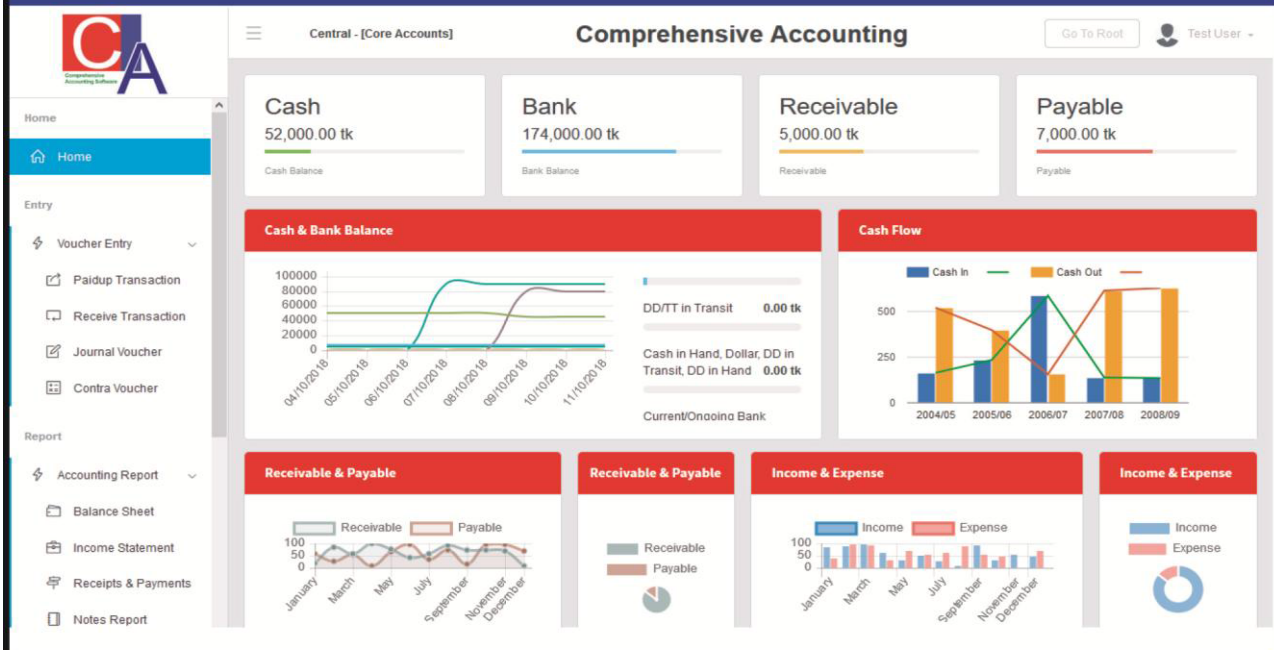 CA
Comprehensive
Accounting Software
Central - [Core Accounts]
Comprehensive Accounting
Go To Root
Test User
Home
Home
Entry
Voucher Entry
Paidup Transaction
Receive Transaction
Journal Voucher
Contra Voucher
Report
Accounting Report
Balance Sheet
Income Statement
Receipts & Payments
Notes Report
Cash
52,000.00 tk
Cash Balance
Bank
174,000.00 tk
Bank Balance
Receivable
5,000.00 tk
Receivable
Payable
7,000.00 tk
Payable
Cash & Bank Balance
100000
80000
60000
40000
20000
0
04/10/2018 05/10/2018 06/10/2018 07/10/2018 08/10/2018 09/10/2018 10/10/2018 11/10/2018
DD/TT in Transit 0.00 tk
Cash in Hand, Dollar, DD in
Transit, DD in Hand 0.00 tk
Current/Ongoing Bank
Cash Flow
Cash In Cash Out
500
250
0
2004/05 2005/06 2006/07 2007/08 2008/09
Receivable & Payable
Receivable Payable
100
50
0
January March May July September November December
Receivable & Payable
Receivable
Payable
Income & Expense
Income Expense
100
50
0
January March May July September November December
Income & Expense
Income
Expense